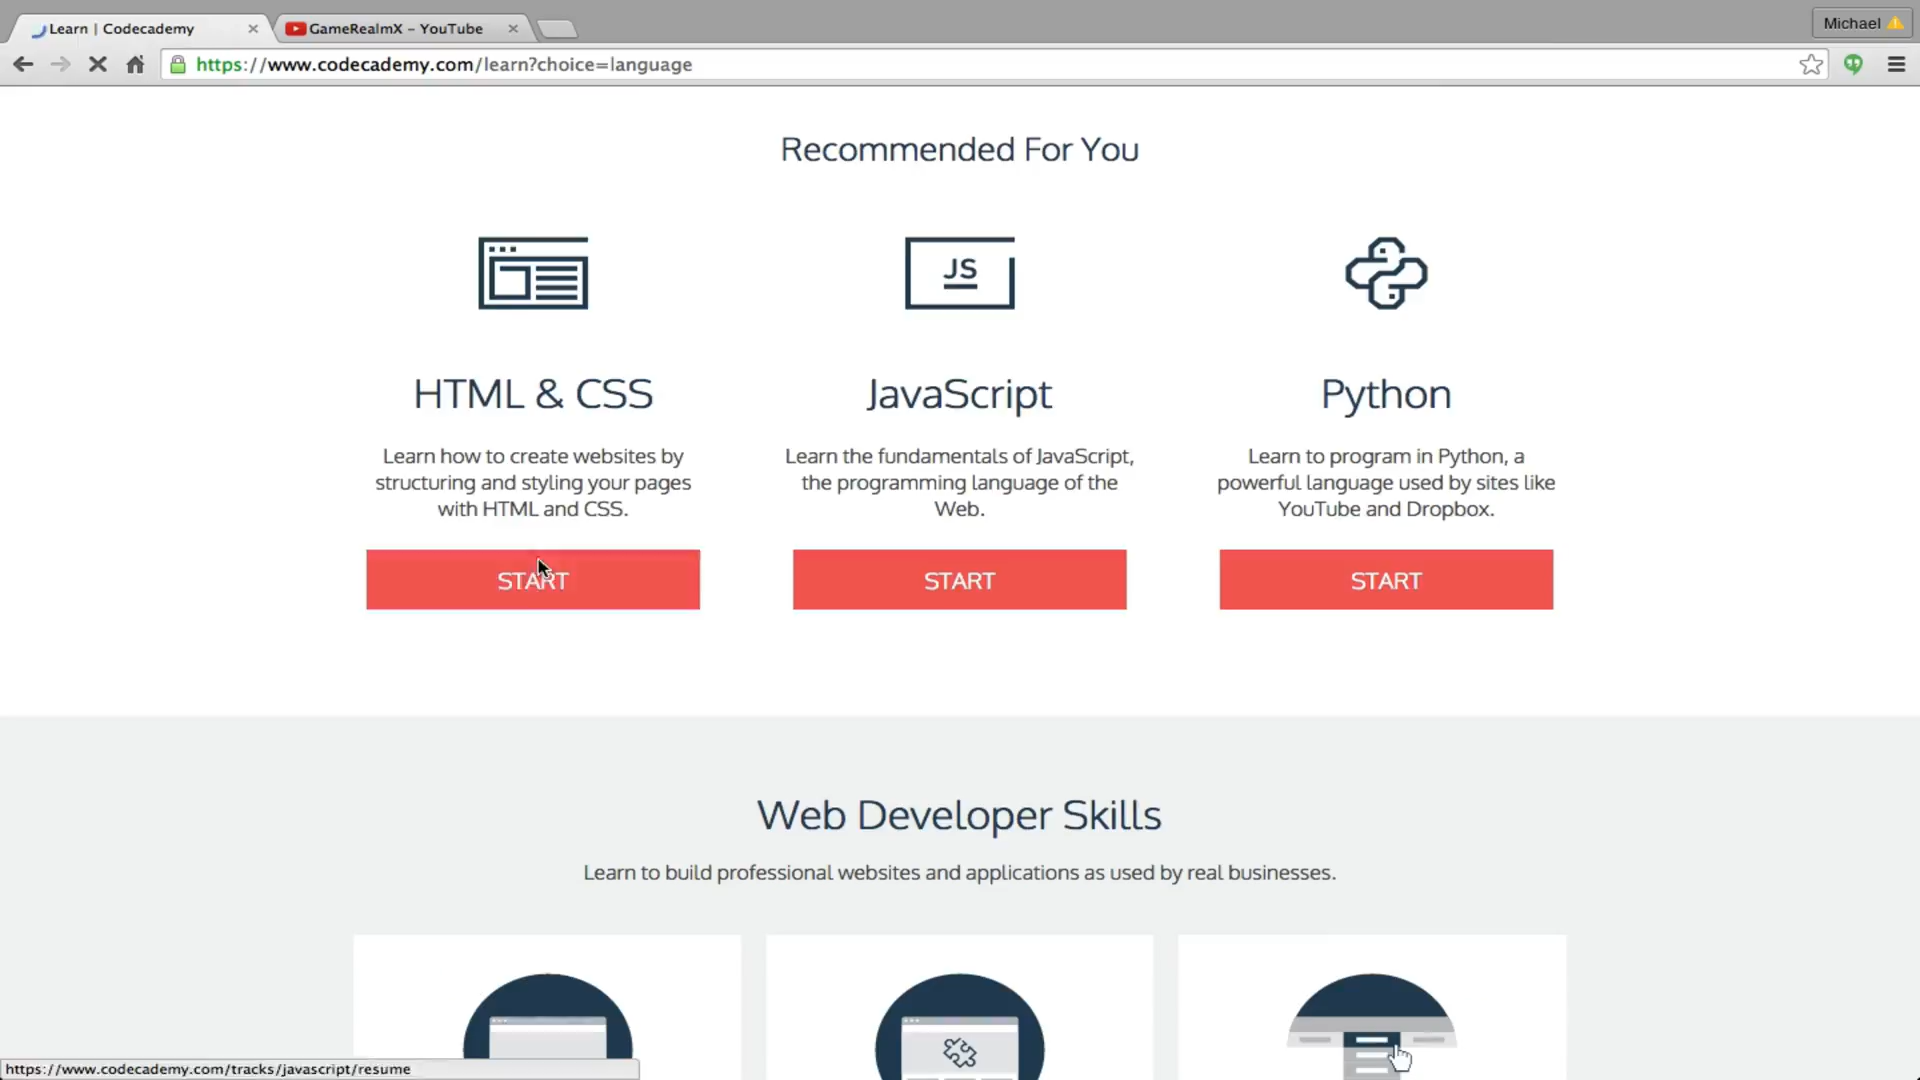 Learn | Codecademy
GameRealmX - YouTube
Michael
https://www.codecademy.com/learn?choice=language
Recommended For You
JS
HTML & CSS
Learn how to create websites by
structuring and styling your pages
with HTML and CSS.
START
JavaScript
Learn the fundamentals of JavaScript,
the programming language of the
Web.
START
Python
Learn to program in Python, a
powerful language used by sites like
YouTube and Dropbox.
START
Web Developer Skills
Learn to build professional websites and applications as used by real businesses.
https://www.codecademy.com/tracks/javascript/resume